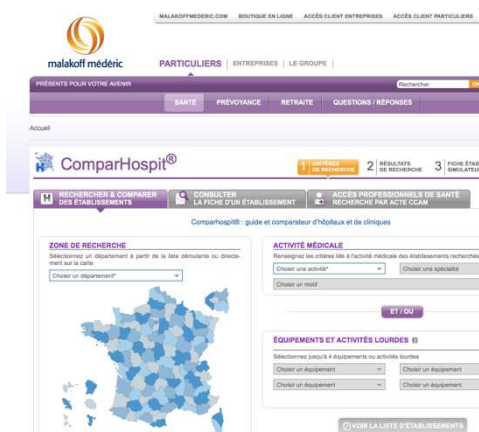 MALAKOFFMEDERIC.COM BOUTIQUE EN LIGNE ACCÈS CLIENT ENTREPRISES ACCÈS CLIENT PARTICULIERS
malakoff médéric
PARTICULIERS | ENTREPRISES | LE GROUPE |
PRÉSENTS POUR VOTRE AVENIR
Rechercher
SANTÉ PRÉVOYANCE RETRAITE QUESTIONS / RÉPONSES
Accueil
H ComparHospit®
1 CRITÈRES DE RECHERCHE
2 RÉSULTATS DE RECHERCHE
3 FICHE ÉTAB
SIMULATEU
H RECHERCHER & COMPARER
DES ÉTABLISSEMENTS
CONSULTER
LA FICHE D'UN ÉTABLISSEMENT
ACCÈS PROFESSIONNELS DE SANTÉ
RECHERCHE PAR ACTE CCAM
Comparhospit® : guide et comparateur d'hôpitaux et de cliniques
ZONE DE RECHERCHE
Sélectionnez un département à partir de la liste déroulante ou directe-
ment sur la carte
Choisir un département*
ACTIVITÉ MÉDICALE
Renseignez les critères liés à l'activité médicale des établissements recherchés
Choisir une activité*
Choisir une spécialité
Choisir un motif
ET / OU
ÉQUIPEMENTS ET ACTIVITÉS LOURDES
Sélectionnez jusqu'à 4 équipements ou activités lourdes
Choisir un équipement
Choisir un équipement
Choisir un équipement
Choisir un équipement
VOIR LA LISTE D'ÉTABLISSEMENTS